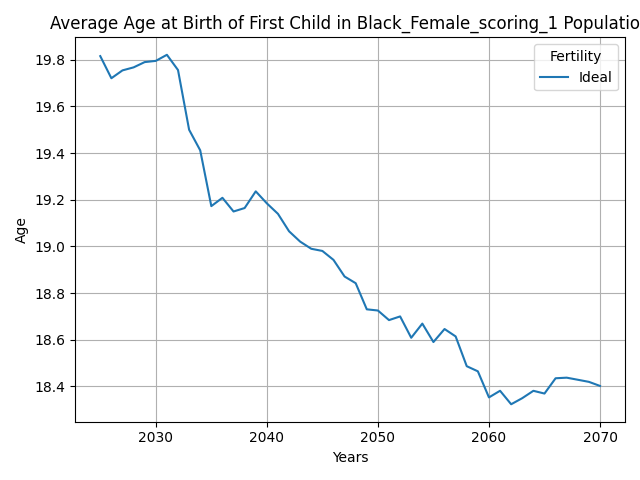 Average Age at Birth of First Child in Black_Female_scoring_1 Populatio
Fertility
Ideal
19.8
19.6
19.4
19.2
19.0
18.8
18.6
18.4
Age
2030 2040 2050 2060 2070
Years